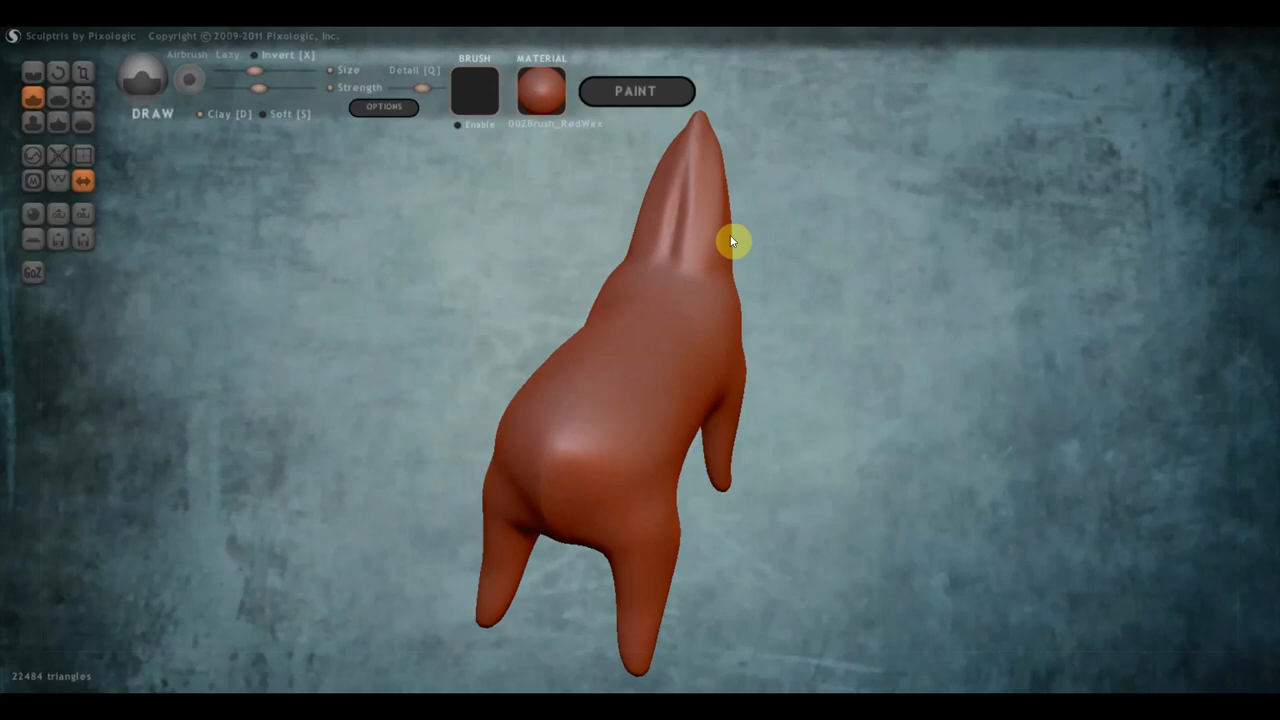 Sculptris by Pixologic Copyright ©2009-2011 Pixologic, Inc.
Airbrush Lazy Invert [X]
BRUSH MATERIAL
Size Detail [Q]
Strength
PAINT
OPTIONS
DRAW Clay [D] Soft [S]
Enable 00ZBrush_RedWax
GoZ
22484 triangles